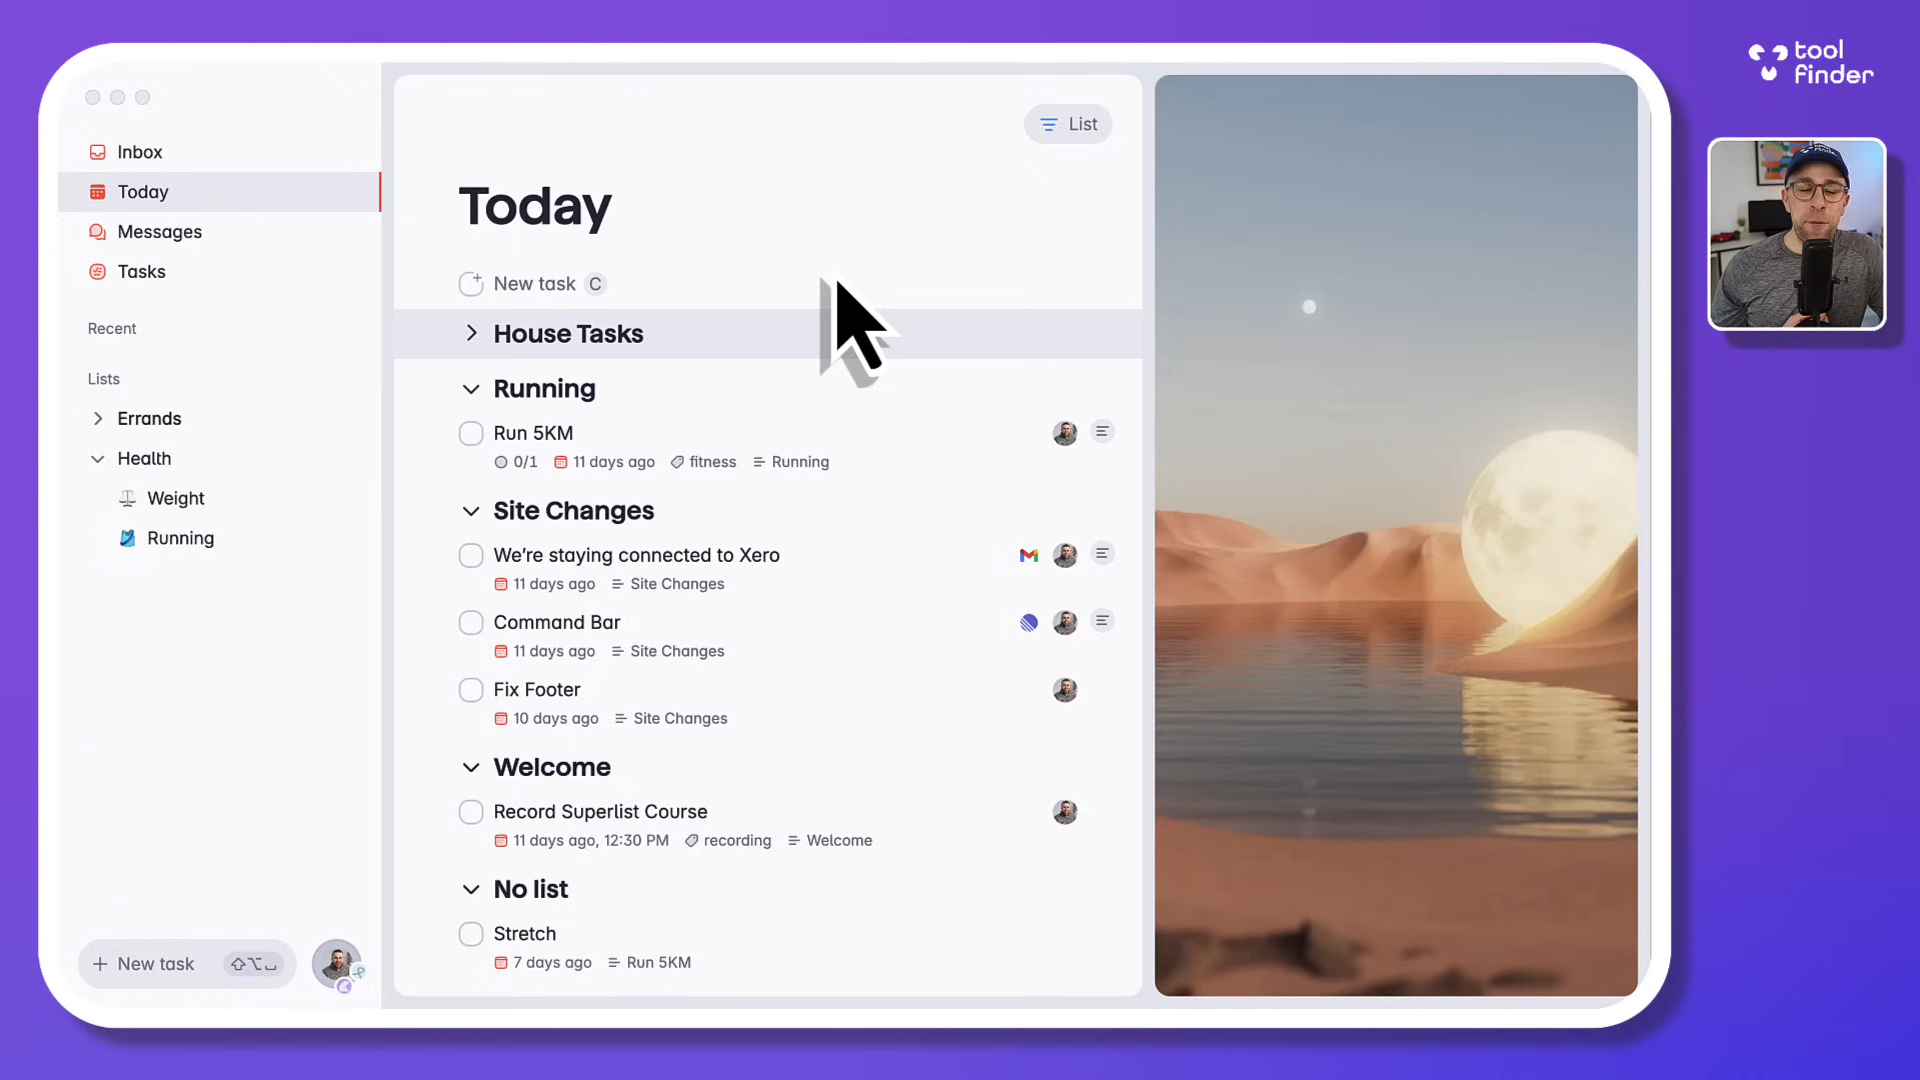 tool
finder
Inbox
Today
Messages
Tasks
Recent
Lists
Errands
Health
Weight
Running
+ New task
List
Today
New task C
House Tasks
Running
Run 5KM
0/1 11 days ago fitness Running
Site Changes
We're staying connected to Xero
11 days ago Site Changes
Command Bar
11 days ago Site Changes
Fix Footer
10 days ago Site Changes
Welcome
Record Superlist Course
11 days ago, 12:30 PM recording Welcome
No list
Stretch
7 days ago Run 5KM